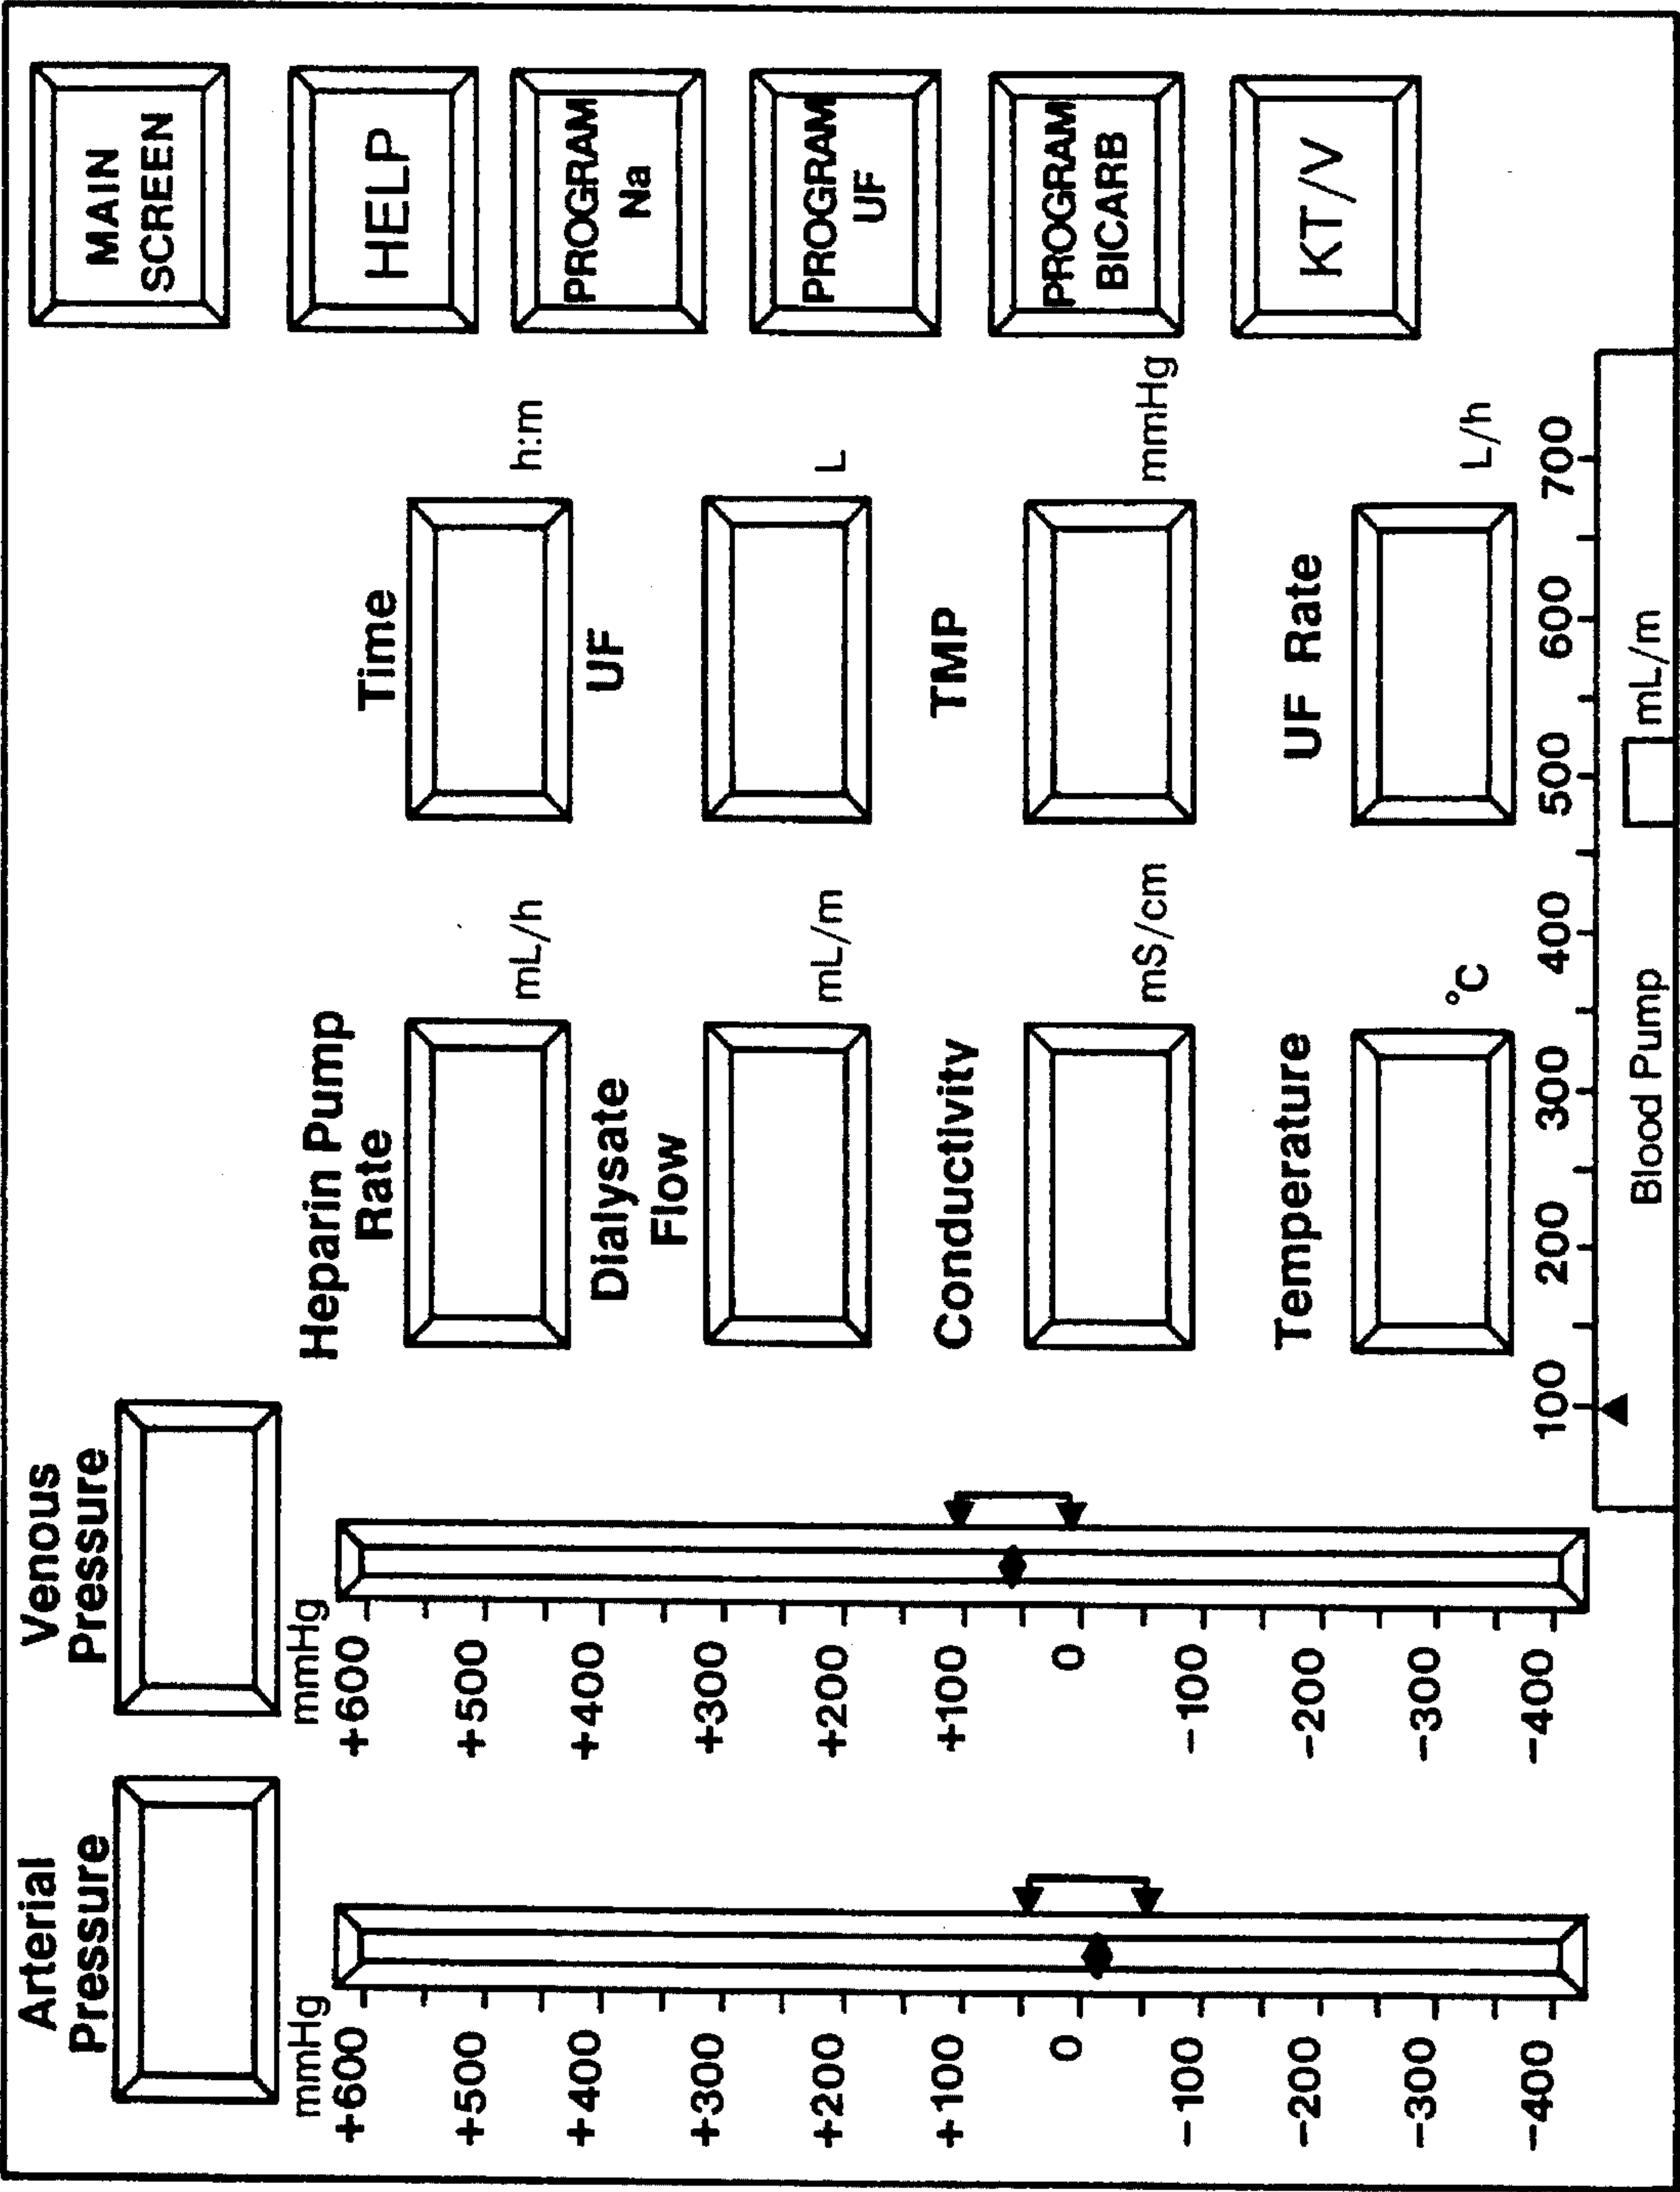 Arterial
Pressure
mmHg
+600
+500
+400
+300
+200
+100
0
-100
-200
-300
-400
Venous
Pressure
mmHg
+600
+500
+400
+300
+200
+100
0
-100
-200
-300
-400
Heparin Pump
Rate
mL/h
Dialysate
Flow
mL/m
Conductivity
mS/cm
Temperature
°C
Time
h:m
UF
L
TMP
mmHg
UF Rate
L/h
100 200 300 400 500 600 700
Blood Pump mL/m
MAIN
SCREEN
HELP
PROGRAM
Na
PROGRAM
UF
PROGRAM
BICARB
KT/V